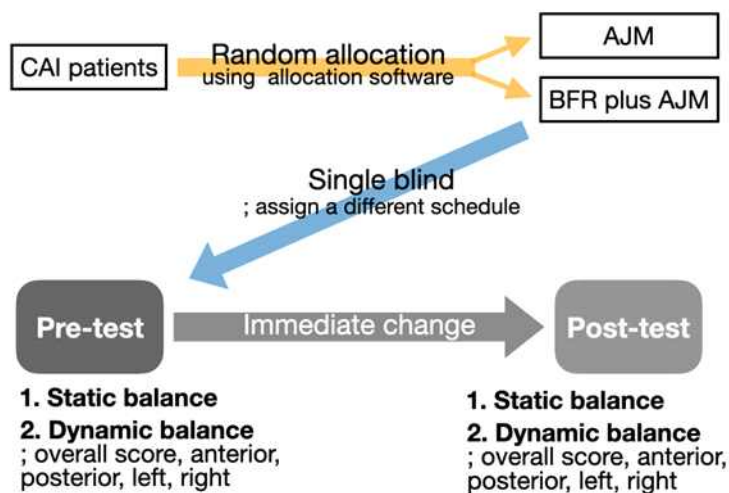 CAI patients
Random allocation
using allocation software
AJM
BFR plus AJM
Single blind
; assign a different schedule
Pre-test
Immediate change
Post-test
1. Static balance
2. Dynamic balance
; overall score, anterior,
posterior, left, right
1. Static balance
2. Dynamic balance
; overall score, anterior,
posterior, left, right